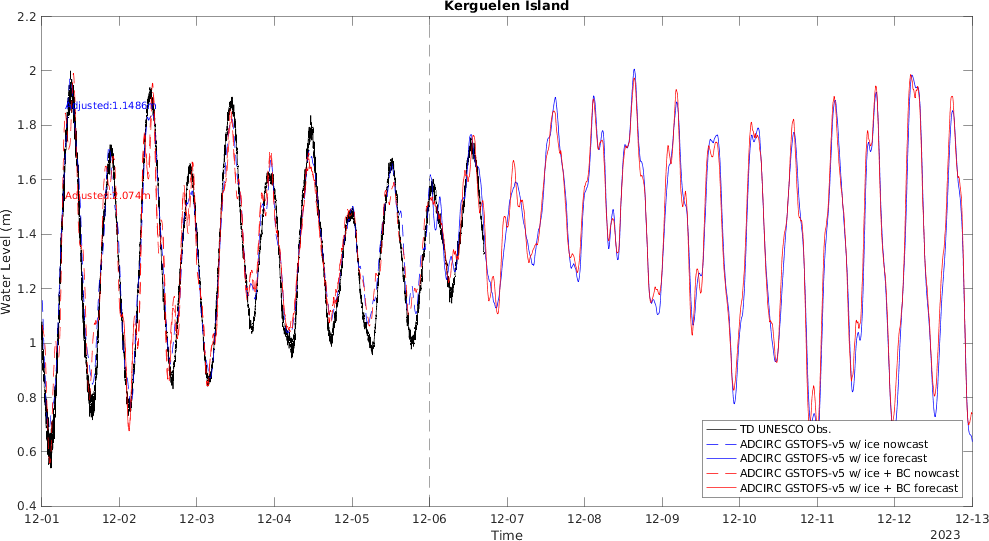 Kerguelen Island
2.2
2
1.8
1.6
1.4
1.2
1
0.8
0.6
0.4
Water Level (m)
Adjusted:1.1486m
12-01
12-02
12-03
12-04
12-05
12-06
12-07
12-08
12-09
12-10
12-11
12-12
12-13
2023
Time
TD UNESCO Obs.
ADCIRC GSTOFS-v5 w/ ice nowcast
ADCIRC GSTOFS-v5 w/ ice forecast
ADCIRC GSTOFS-v5 w/ ice + BC nowcast
ADCIRC GSTOFS-v5 w/ ice + BC forecast